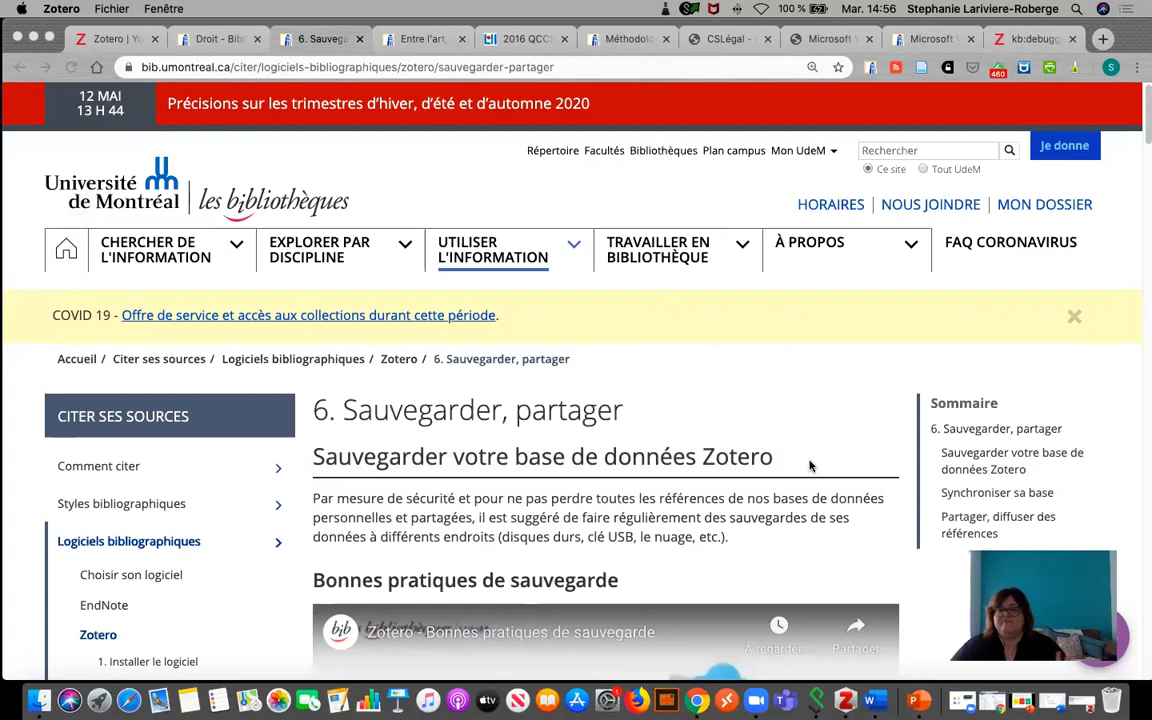 Zotero Fichier Fenêtre 100 % Mar. 14:56 Stephanie Lariviere-Roberge
Zotero | Yo Droit - Bibl 6. Sauvega Entre l'art, 2016 QCCS Méthodolo CSLégal - Microsoft V Microsoft V kb:debugg
bib.umontreal.ca/citer/logiciels-bibliographiques/zotero/sauvegarder-partager 460 S
12 MAI
13 H 44
Précisions sur les trimestres d'hiver, d'été et d'automne 2020
Répertoire Facultés Bibliothèques Plan campus Mon UdeM Rechercher Je donne
Ce site Tout UdeM
Université
de Montréal
les bibliothèques
HORAIRES NOUS JOINDRE MON DOSSIER
CHERCHER DE
L'INFORMATION
EXPLORER PAR
DISCIPLINE
UTILISER
L'INFORMATION
TRAVAILLER EN
BIBLIOTHÈQUE
À PROPOS
FAQ CORONAVIRUS
COVID 19 - Offre de service et accès aux collections durant cette période.
Accueil / Citer ses sources / Logiciels bibliographiques / Zotero / 6. Sauvegarder, partager
CITER SES SOURCES
Comment citer
Styles bibliographiques
Logiciels bibliographiques
Choisir son logiciel
EndNote
Zotero
1. Installer le logiciel
6. Sauvegarder, partager
Sauvegarder votre base de données Zotero
Par mesure de sécurité et pour ne pas perdre toutes les références de nos bases de données
personnelles et partagées, il est suggéré de faire régulièrement des sauvegardes de ses
données à différents endroits (disques durs, clé USB, le nuage, etc.).
Bonnes pratiques de sauvegarde
bib
Zotero - Bonnes pratiques de sauvegarde
À regarder Partager
Sommaire
6. Sauvegarder, partager
Sauvegarder votre base de
données Zotero
Synchroniser sa base
Partager, diffuser des
références